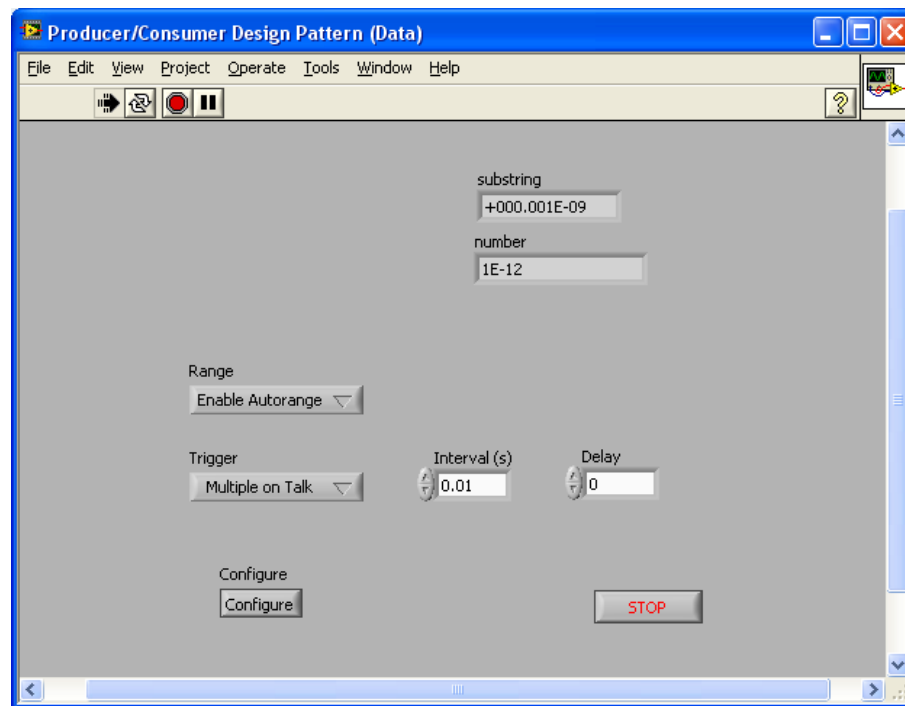 Producer/Consumer Design Pattern (Data)
File Edit View Project Operate Tools Window Help
substring
+000.001E-09
number
1E-12
Range
Enable Autorange
Trigger Interval (s) Delay
Multiple on Talk 0.01 0
Configure
Configure
STOP